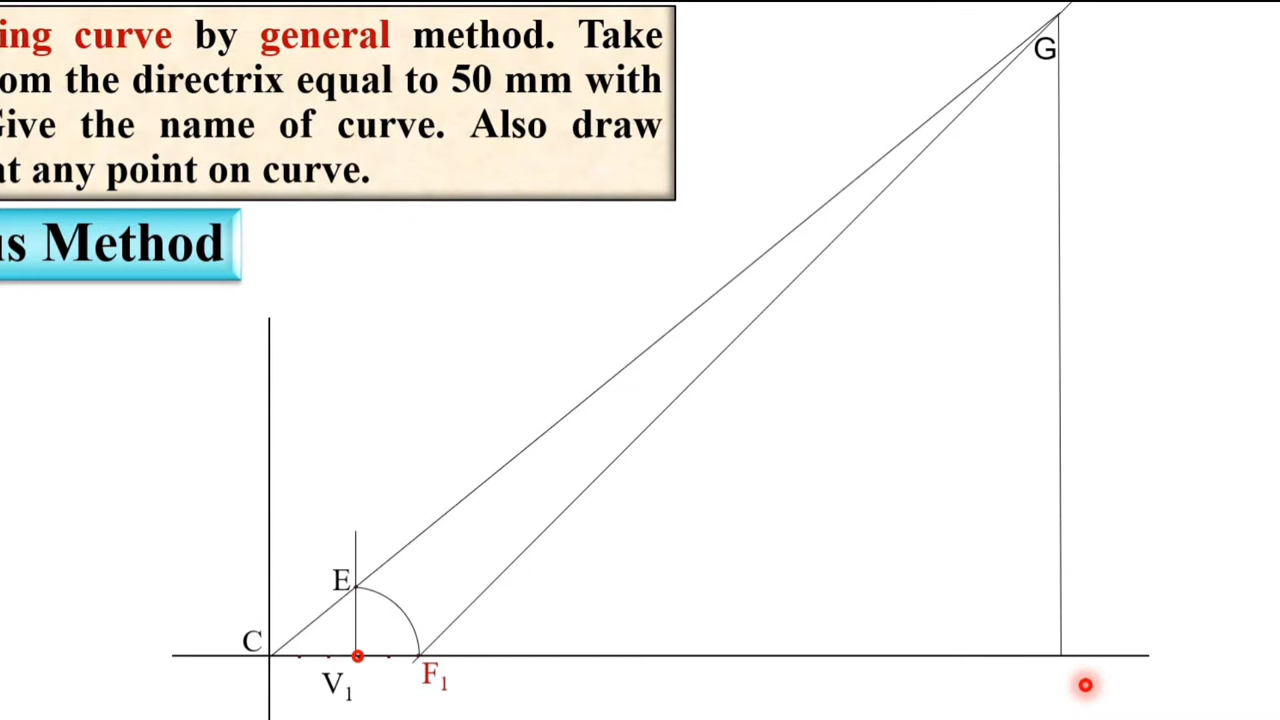 ing curve by general method. Take
om the directrix equal to 50 mm with
Give the name of curve. Also draw
at any point on curve.
us Method
G
E
C
V1
F1